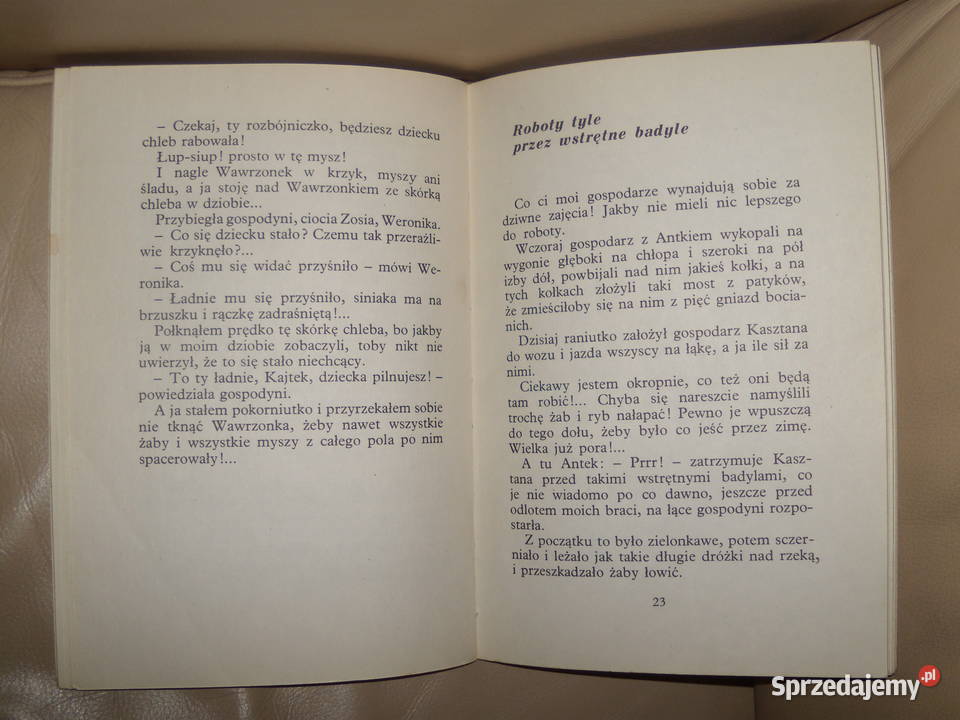 – Czekaj, ty rozbójniczko, będziesz dziecku
chleb rabowała!
Łup-siup! prosto w tę mysz!
I nagle Wawrzonek w krzyk, myszy ani
śladu, a ja stoję nad Wawrzonkiem ze skórką
chleba w dziobie...
Przybiegła gospodyni, ciocia Zosia, Weronika.
– Co się dziecku stało? Czemu tak przeraźli-
wie krzyknęło?...
– Coś mu się widać przyśniło – mówi We-
ronika.
– Ładnie mu się przyśniło, siniaka ma na
brzuszku i rączkę zadraśniętą!...
Połknąłem prędko tę skórkę chleba, bo jakby
ją w moim dziobie zobaczyli, toby nikt nie
uwierzył, że to się stało niechcący.
– To ty ładnie, Kajtek, dziecka pilnujesz! –
powiedziała gospodyni.
A ja stałem pokorniutko i przyrzekałem sobie
nie tknąć Wawrzonka, żeby nawet wszystkie
żaby i wszystkie myszy z całego pola po nim
spacerowały!...
Roboty tyle
przez wstrętne badyle
Co ci moi gospodarze wynajdują sobie za
dziwne zajęcia! Jakby nie mieli nic lepszego
do roboty.
Wczoraj gospodarz z Antkiem wykopali na
wygonie głęboki na chłopa i szeroki na pół
izby dół, powbijali nad nim jakieś kołki, a na
tych kołkach złożyli taki most z patyków,
że zmieściłoby się na nim z pięć gniazd bocia-
nich.
Dzisiaj raniutko założył gospodarz Kasztana
do wozu i jazda wszyscy na łąkę, a ja ile sił za
nimi.
Ciekawy jestem okropnie, co też oni będą
tam robić!... Chyba się nareszcie namyślili
trochę żab i ryb nałapać! Pewno je wpuszczą
do tego dołu, żeby było co jeść przez zimę.
Wielka już pora!...
A tu Antek: – Prrr! – zatrzymuje Kasz-
tana przed takimi wstrętnymi badylami, co
je nie wiadomo po co dawno, jeszcze przed
odlotem moich braci, na łące gospodyni rozpo-
starła.
Z początku to było zielonkawe, potem sczer-
niało i leżało jak takie długie dróżki nad rzeką,
i przeszkadzało żaby łowić.
23
Sprzedajemy.pl